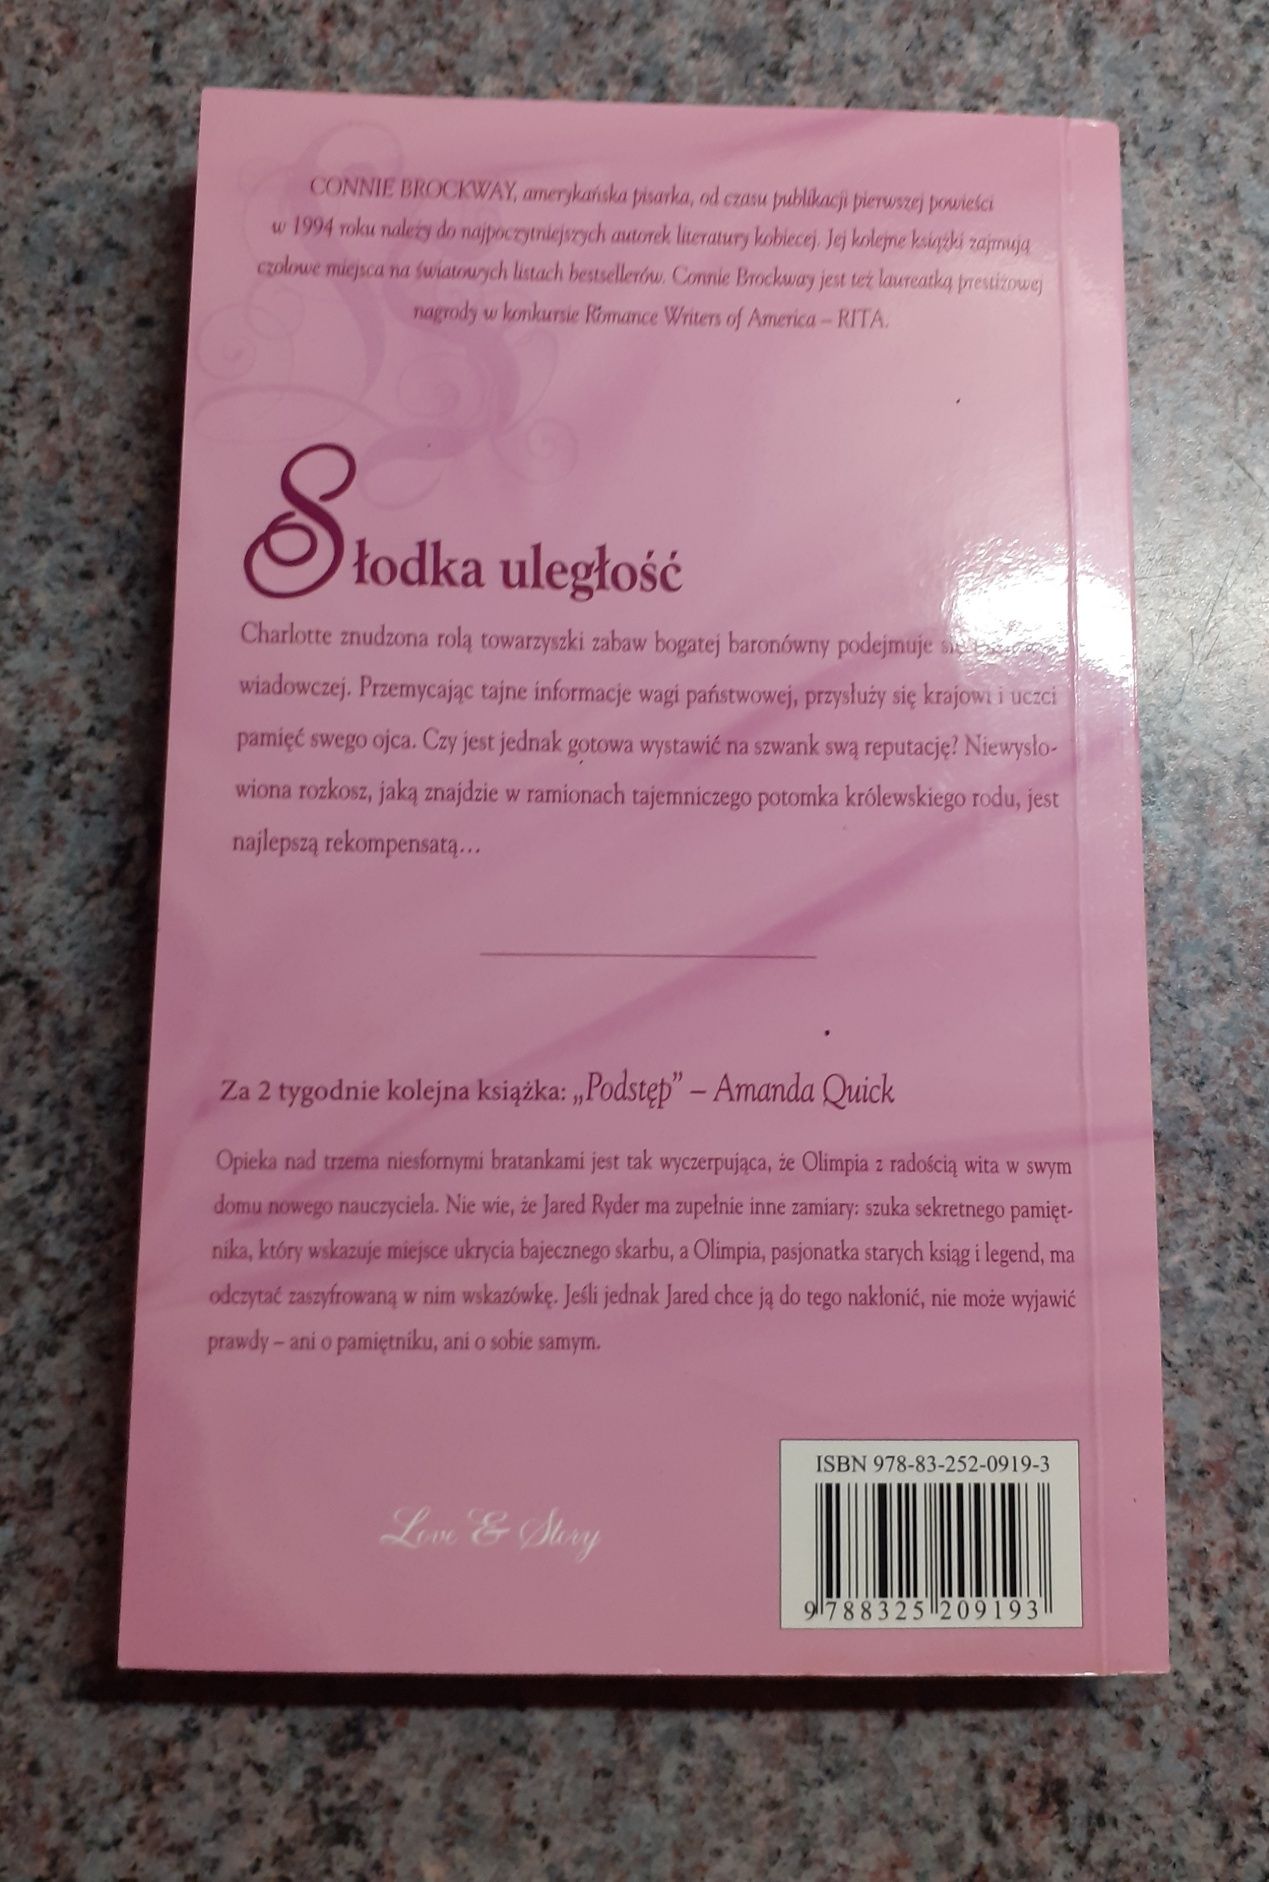 CONNIE BROCKWAY, amerykańska pisarka, od czasu publikacji pierwszej powieści
w 1994 roku należy do najpoczytniejszych autorek literatury kobiecej. Jej kolejne książki zajmują
czołowe miejsca na światowych listach bestsellerów. Connie Brockway jest też laureatką prestiżowej
nagrody w konkursie Romance Writers of America – RITA.
Słodka uległość
Charlotte znudzona rolą towarzyszki zabaw bogatej baronówny podejmuje się
wiadowczej. Przemycając tajne informacje wagi państwowej, przysłuży się krajowi i uczci
pamięć swego ojca. Czy jest jednak gotowa wystawić na szwank swą reputację? Niewysło-
wiona rozkosz, jaką znajdzie w ramionach tajemniczego potomka królewskiego rodu, jest
najlepszą rekompensatą...
Za 2 tygodnie kolejna książka: „Podstęp” – Amanda Quick
Opieka nad trzema niesfornymi bratankami jest tak wyczerpująca, że Olimpia z radością wita w swym
domu nowego nauczyciela. Nie wie, że Jared Ryder ma zupełnie inne zamiary: szuka sekretnego pamięt-
nika, który wskazuje miejsce ukrycia bajecznego skarbu, a Olimpia, pasjonatka starych ksiąg i legend, ma
odczytać zaszyfrowaną w nim wskazówkę. Jeśli jednak Jared chce ją do tego nakłonić, nie może wyjawić
prawdy – ani o pamiętniku, ani o sobie samym.
Love & Story
ISBN 978-83-252-0919-3
9 788325 209193